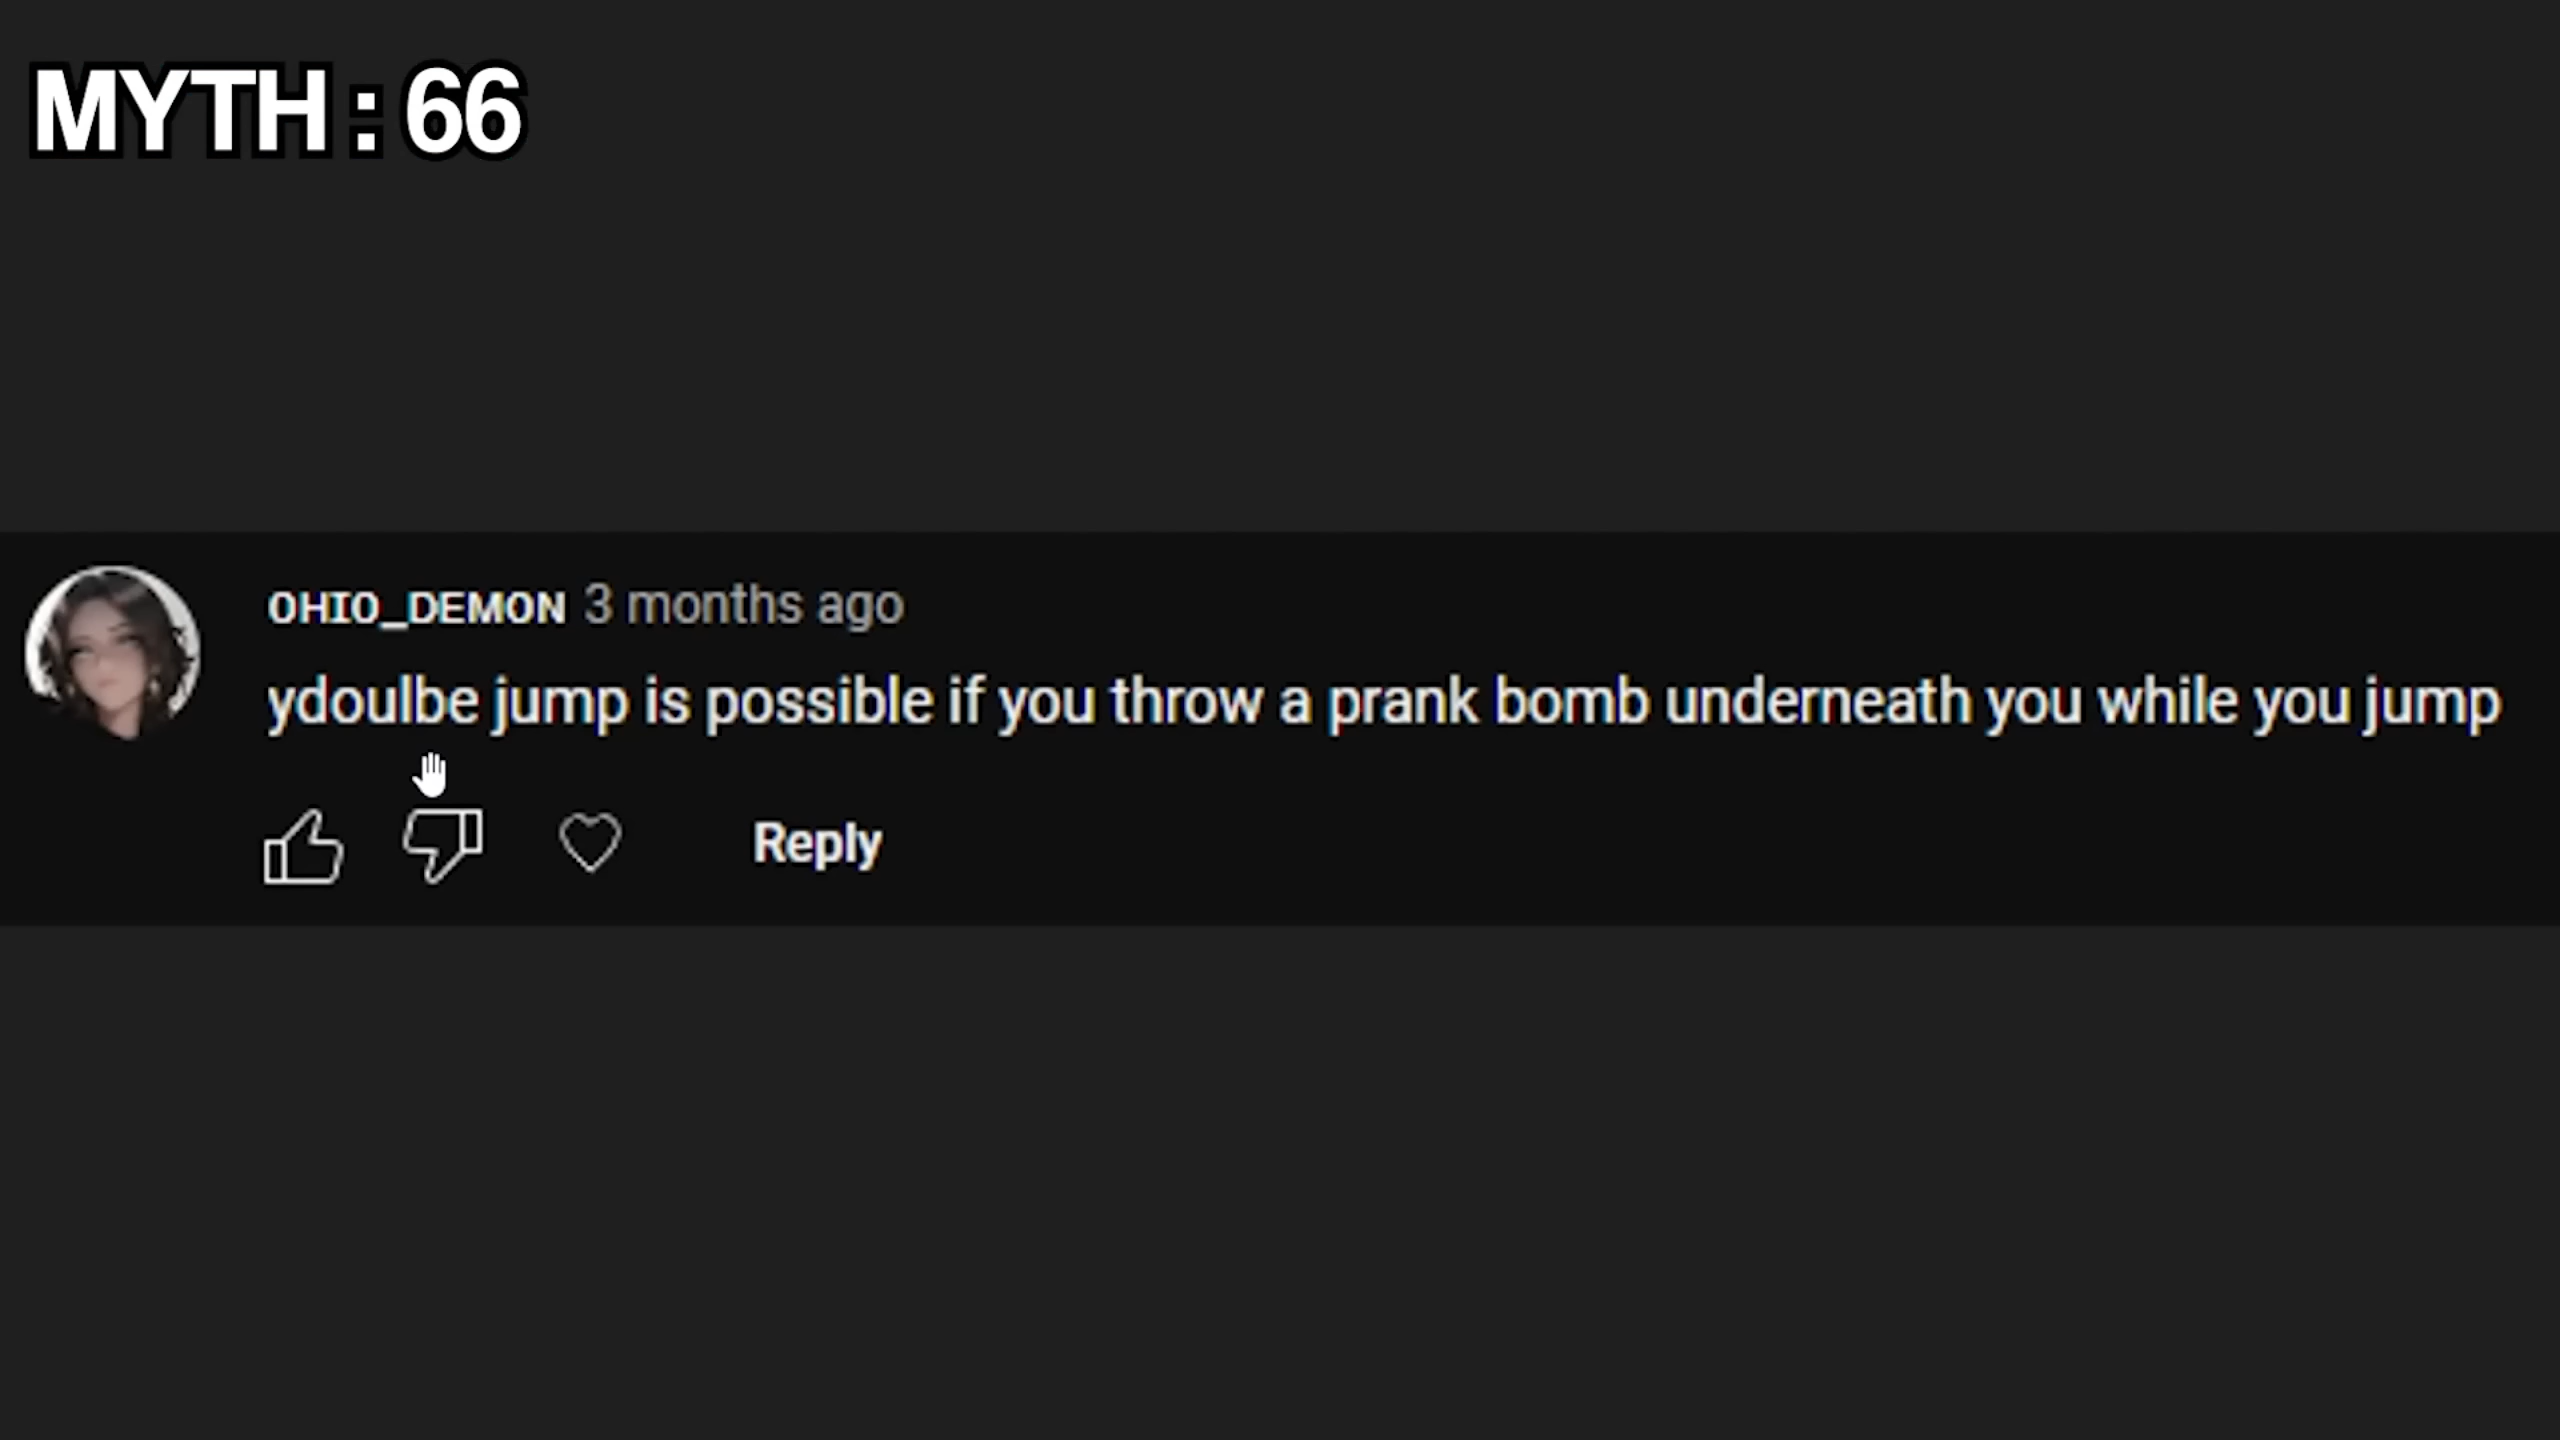 MYTH : 66
OHIO_DEMON 3 months ago
ydoulbe jump is possible if you throw a prank bomb underneath you while you jump
Reply